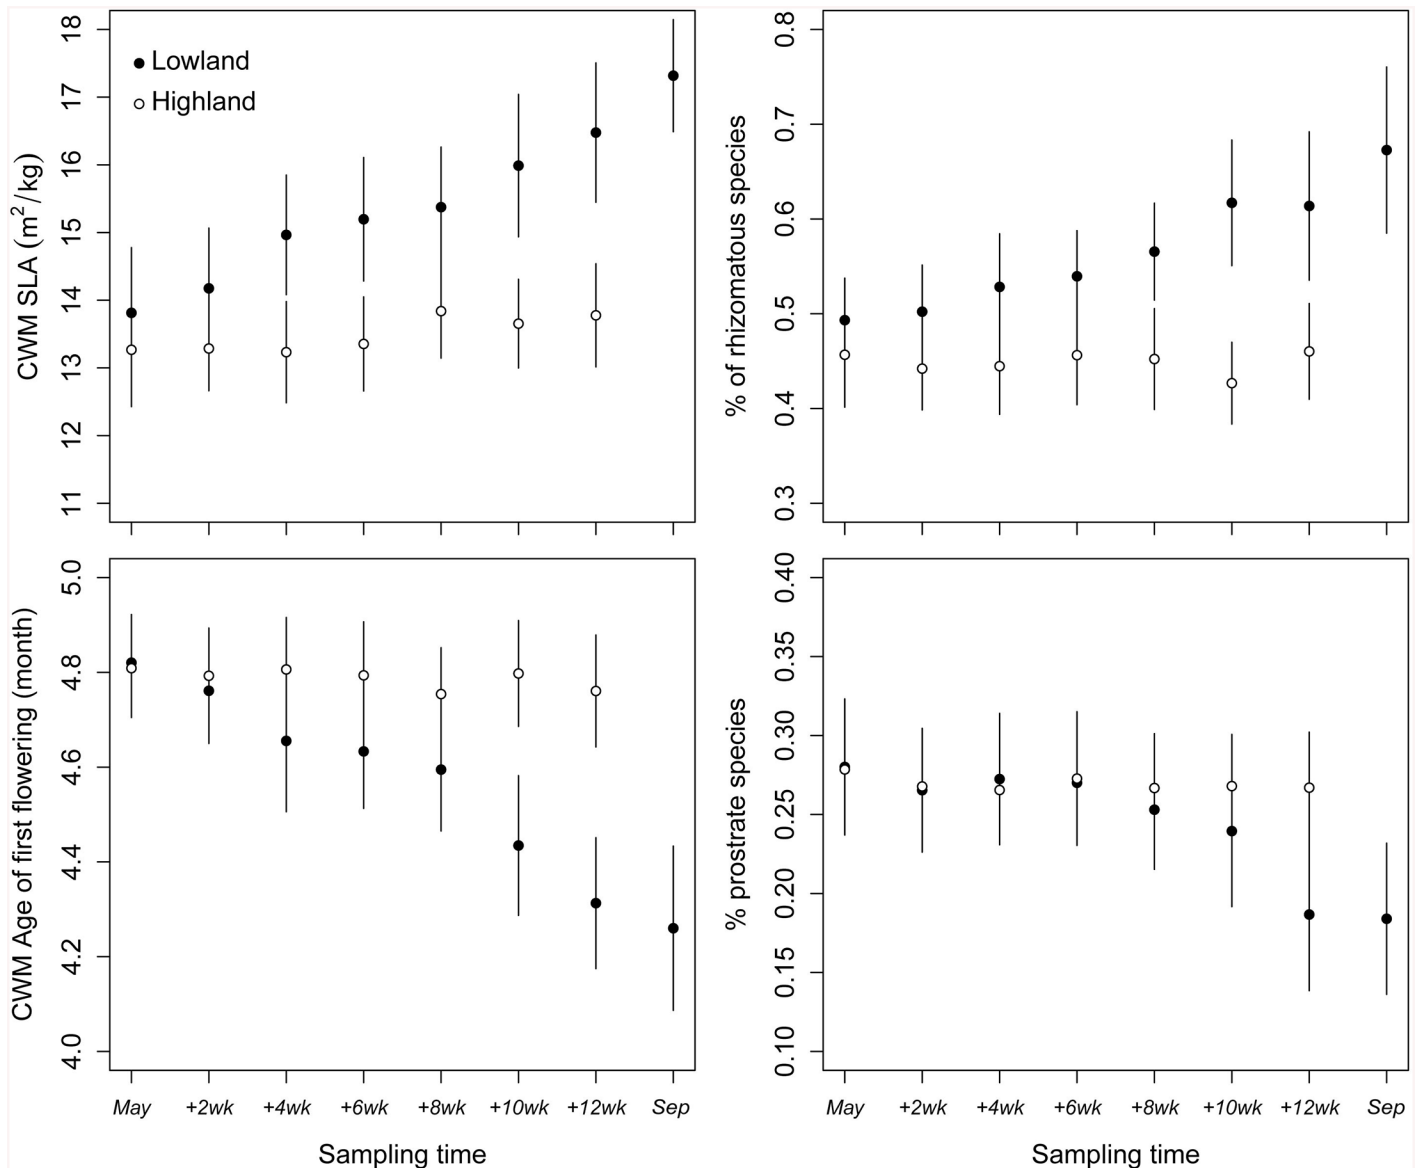 18
17
16
15
14
13
12
11
CWM SLA (m²/kg)
Lowland
Highland
0.8
0.7
0.6
0.5
0.4
0.3
% of rhizomatous species
5.0
4.8
4.6
4.4
4.2
4.0
CWM Age of first flowering (month)
May +2wk +4wk +6wk +8wk +10wk +12wk Sep
Sampling time
0.40
0.35
0.30
0.25
0.20
0.15
0.10
% prostrate species
May +2wk +4wk +6wk +8wk +10wk +12wk Sep
Sampling time